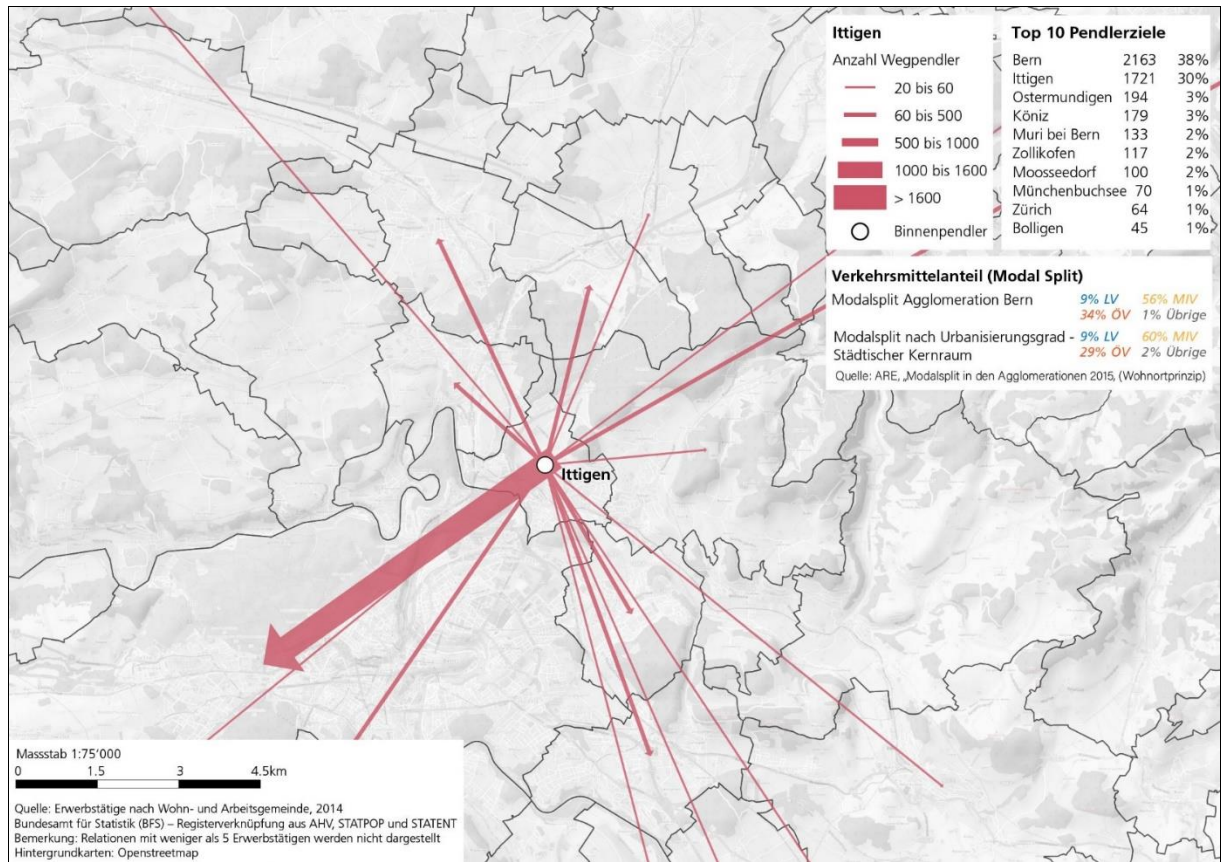 Ittigen
Anzahl Wegpendler
20 bis 60
60 bis 500
500 bis 1000
1000 bis 1600
> 1600
Binnenpendler
Top 10 Pendlerziele
Bern 2163 38%
Ittigen 1721 30%
Ostermundigen 194 3%
Köniz 179 3%
Muri bei Bern 133 2%
Zollikofen 117 2%
Moosseedorf 100 2%
Münchenbuchsee 70 1%
Zürich 64 1%
Bolligen 45 1%
Verkehrsmittelanteil (Modal Split)
Modalsplit Agglomeration Bern 9% LV 56% MIV
34% ÖV 1% Übrige
Modalsplit nach Urbanisierungsgrad - 9% LV 60% MIV
Städtischer Kernraum 29% ÖV 2% Übrige
Quelle: ARE, „Modalsplit in den Agglomerationen 2015, (Wohnortprinzip)
Ittigen
Massstab 1:75'000
0 1.5 3 4.5km
Quelle: Erwerbstätige nach Wohn- und Arbeitsgemeinde, 2014
Bundesamt für Statistik (BFS) – Registerverknüpfung aus AHV, STATPOP und STATENT
Bemerkung: Relationen mit weniger als 5 Erwerbstätigen werden nicht dargestellt
Hintergrundkarten: Openstreetmap